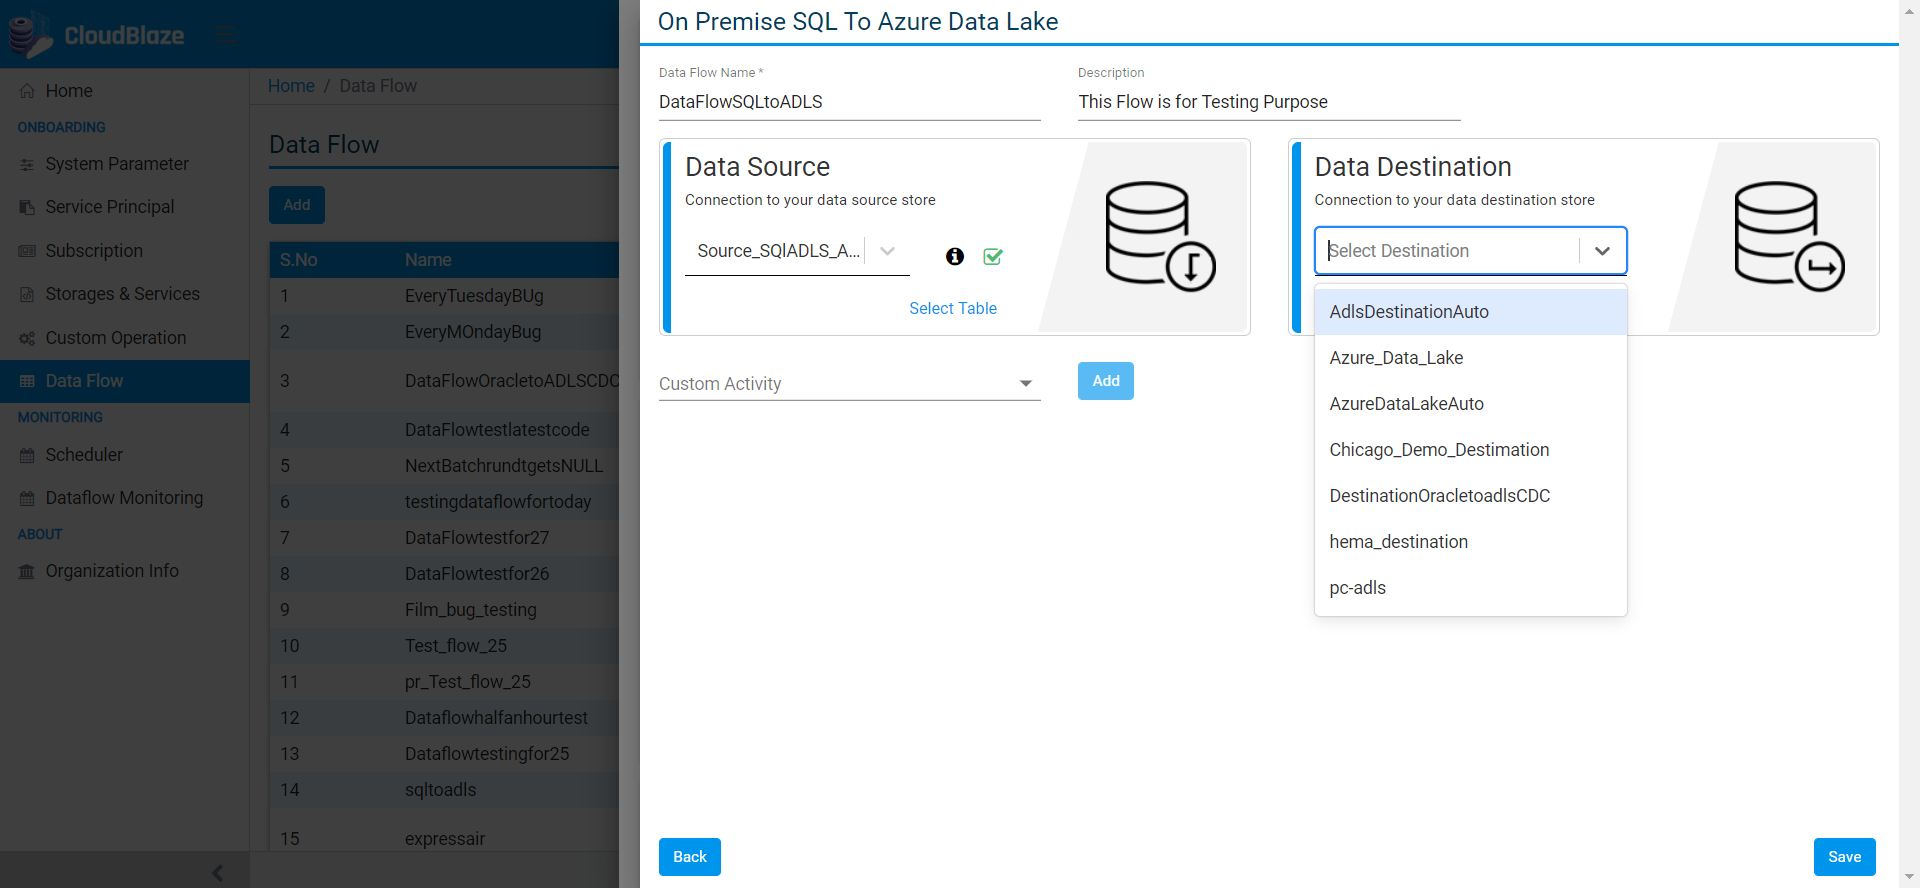 CloudBlaze
Home
ONBOARDING
System Parameter
Service Principal
Subscription
Storages & Services
Custom Operation
Data Flow
MONITORING
Scheduler
Dataflow Monitoring
ABOUT
Organization Info
Home / Data Flow
Data Flow
Add
S.No Name
1 EveryTuesdayBUg
2 EveryMOndayBug
3 DataFlowOracletoADLSCDC
4 DataFlowtestlatestcode
5 NextBatchrundtgetsNULL
6 testingdataflowfortoday
7 DataFlowtestfor27
8 DataFlowtestfor26
9 Film_bug_testing
10 Test_flow_25
11 pr_Test_flow_25
12 Dataflowhalfanhourtest
13 Dataflowtestingfor25
14 sqltoadls
15 expressair
On Premise SQL To Azure Data Lake
Data Flow Name *
DataFlowSQLtoADLS
Description
This Flow is for Testing Purpose
Data Source
Connection to your data source store
Source_SQlADLS_A...
Select Table
Data Destination
Connection to your data destination store
Select Destination
AdlsDestinationAuto
Azure_Data_Lake
AzureDataLakeAuto
Chicago_Demo_Destimation
DestinationOracletoadlsCDC
hema_destination
pc-adls
Custom Activity
Add
Back
Save